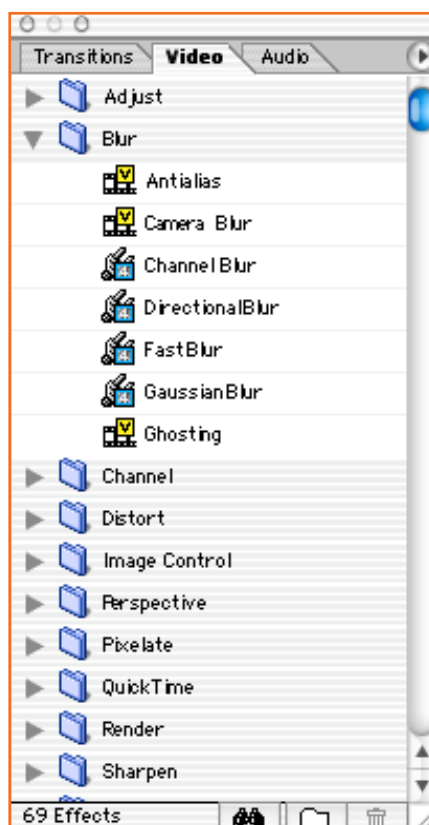 Transitions Video Audio
Adjust
Blur
Antialias
Camera Blur
Channel Blur
DirectionalBlur
FastBlur
GaussianBlur
Ghosting
Channel
Distort
Image Control
Perspective
Pixelate
QuickTime
Render
Sharpen
69 Effects